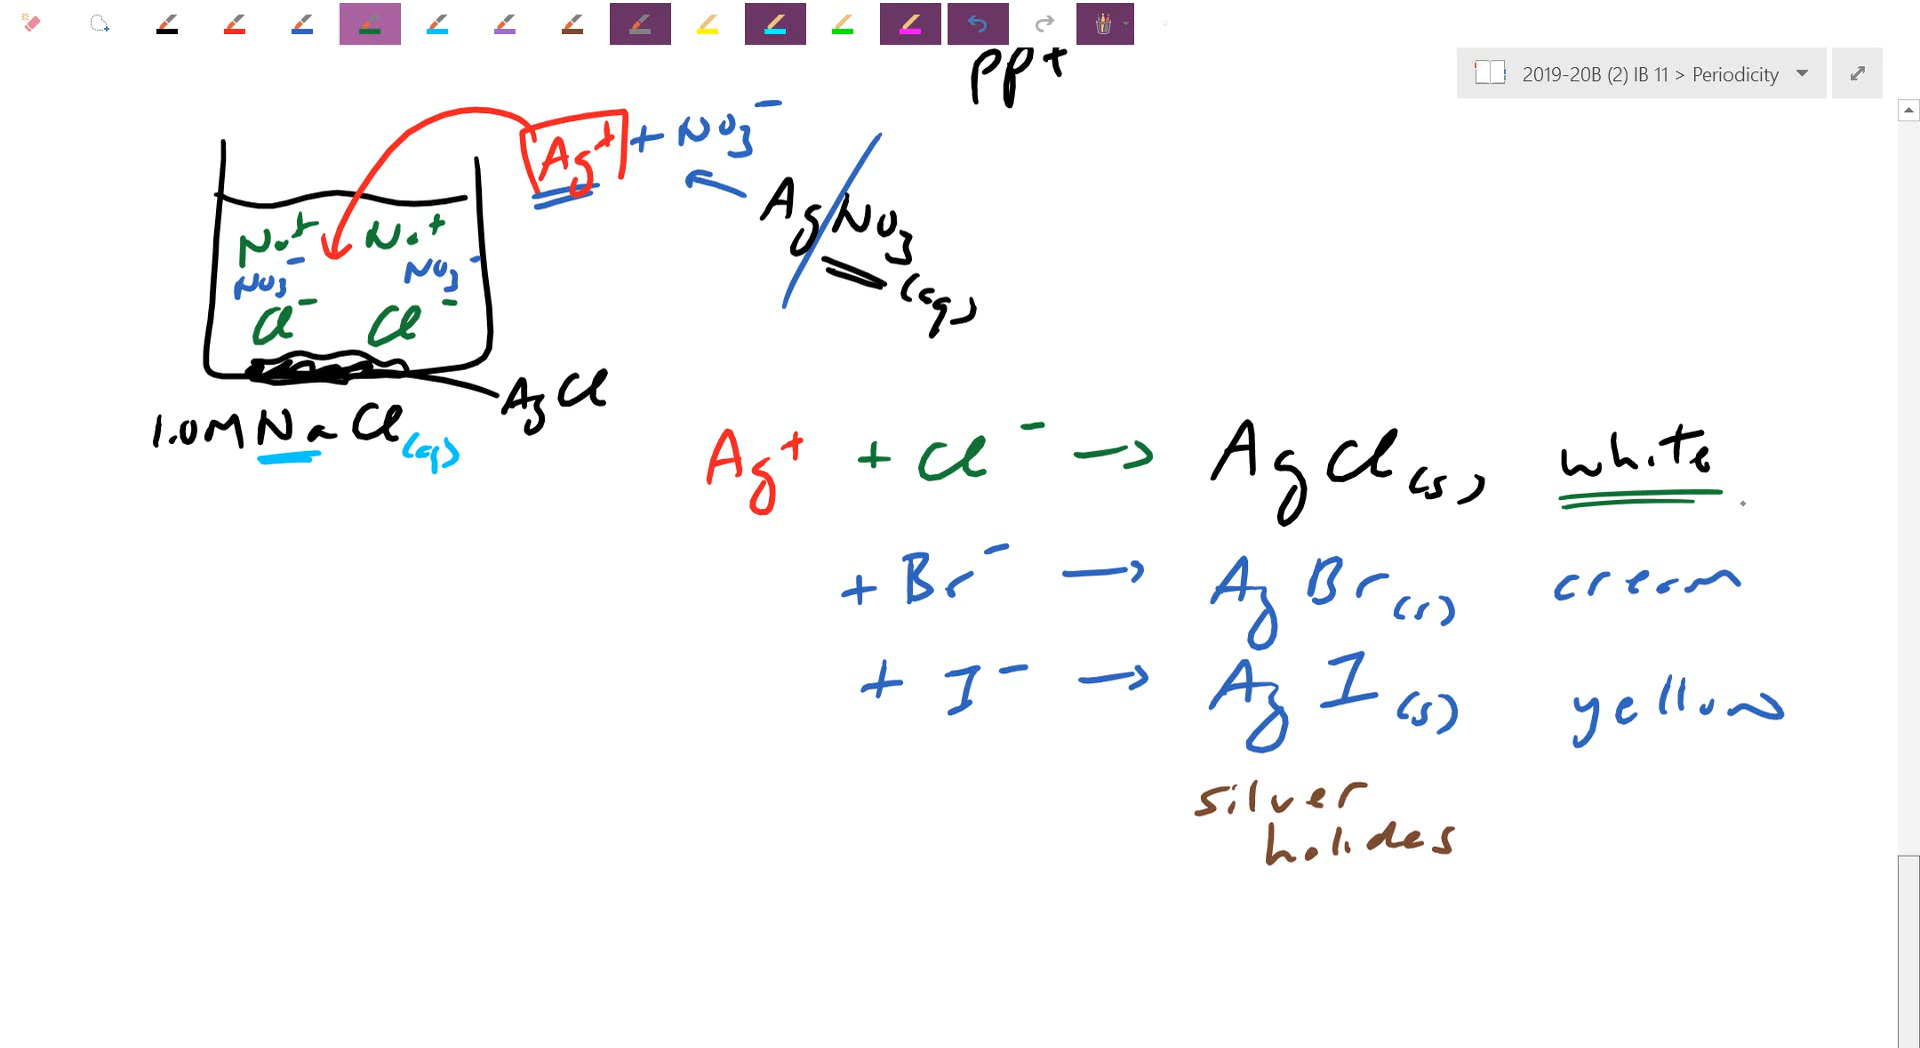 2019-20B (2) IB 11 > Periodicity
ppt
Ag⁺ + NO₃⁻
AgNO₃(aq)
Na⁺ Na⁺
NO₃⁻ NO₃⁻
Cl⁻ Cl⁻
AgCl
1.0M NaCl(aq)
Ag⁺ + Cl⁻ → AgCl(s) white
+ Br⁻ → AgBr(s) cream
+ I⁻ → AgI(s) yellow
silver
halides